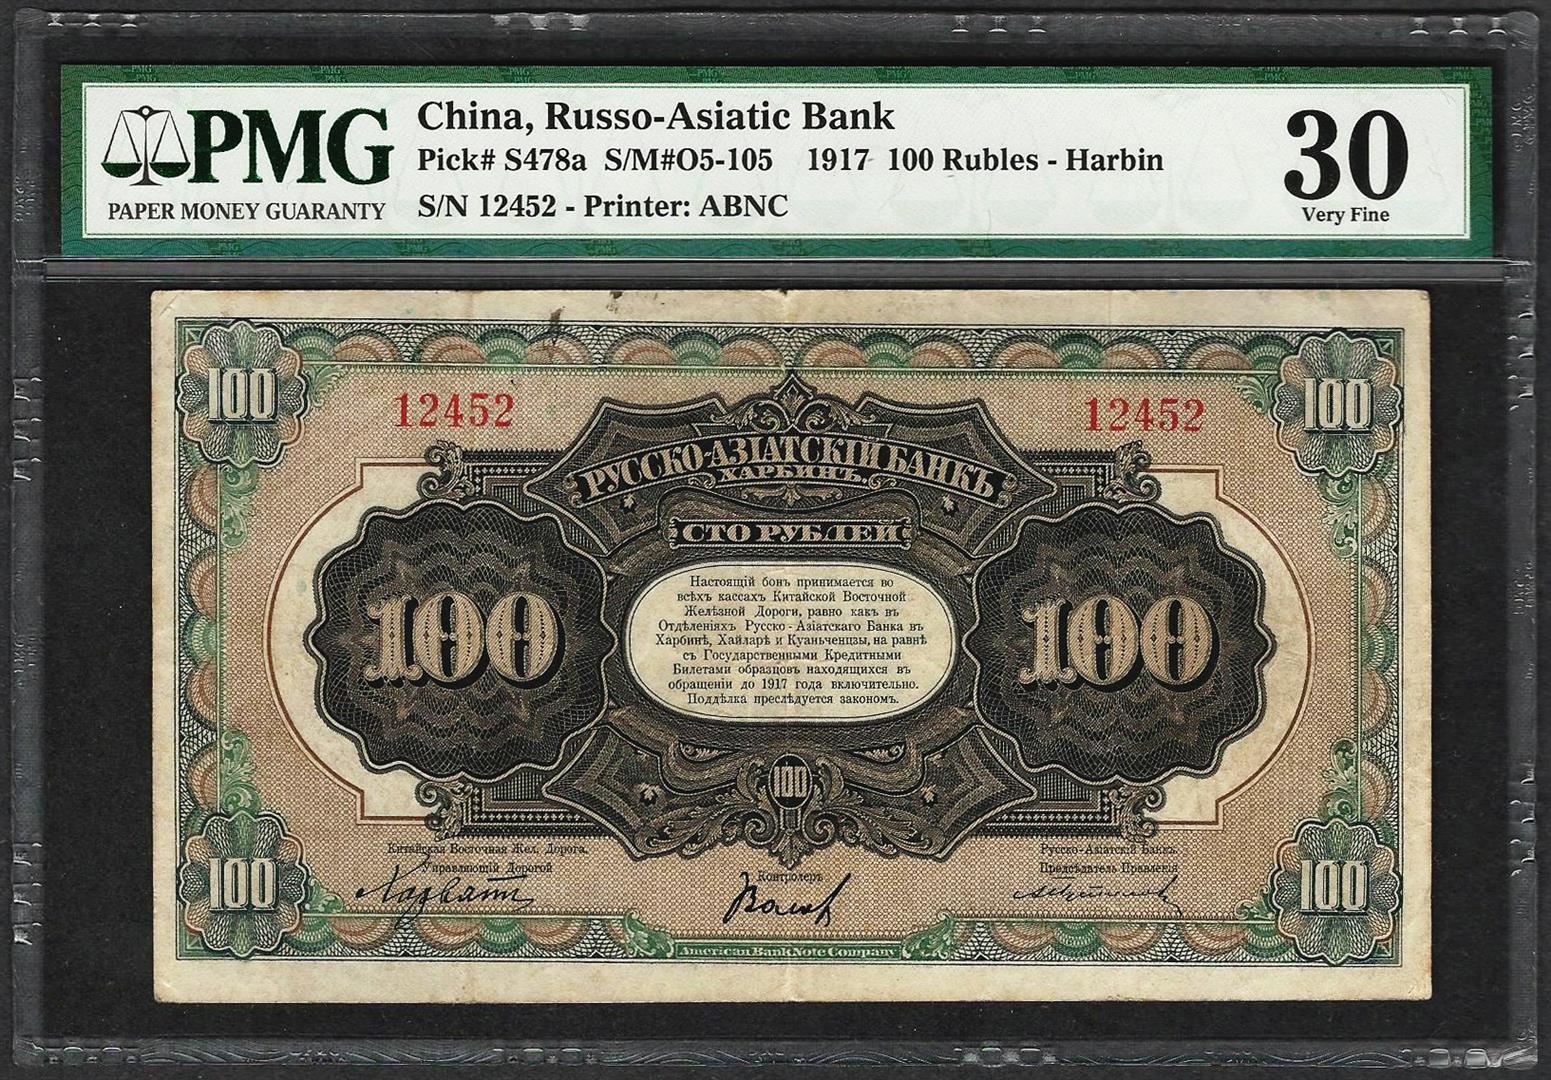 PMG
PAPER MONEY GUARANTY
China, Russo-Asiatic Bank
Pick# S478a S/M#O5-105 1917 100 Rubles - Harbin
S/N 12452 - Printer: ABNC
30
Very Fine
100
100
12452
12452
РУССКО-АЗІАТСКІЙ БАНКЪ
ХАРБИНЪ.
СТО РУБЛЕЙ
100
100
Настоящій бонъ принимается во
всѣхъ кассахъ Китайской Восточной
Желѣзной Дороги, равно какъ въ
Отдѣленіяхъ Русско-Азіатскаго Банка въ
Харбинѣ, Хайларѣ и Куаньченцзы, на равнѣ
съ Государственными Кредитными
Билетами образцовъ находящихся въ
обращеніи до 1917 года включительно.
Поддѣлка преслѣдуется закономъ.
100
Китайская Восточная Жел. Дорога.
Управляющій Дорогой
Контролеръ
Русско-Азіатскій Банкъ
Предсѣдатель Правленія
100
100
American Bank Note Company